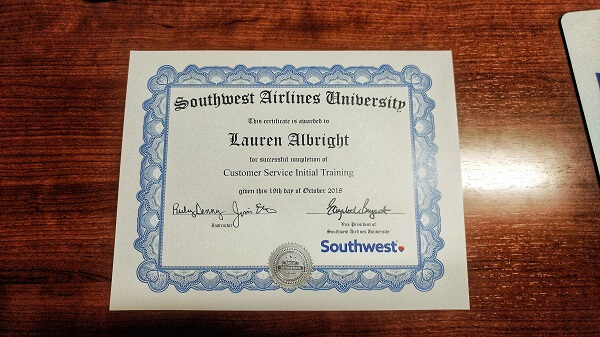 Southwest Airlines University
This certificate is awarded to
Lauren Albright
for successful completion of
Customer Service Initial Training
given this 19th day of October 2018
Instructor
Vice President of
Southwest Airlines University
Southwest